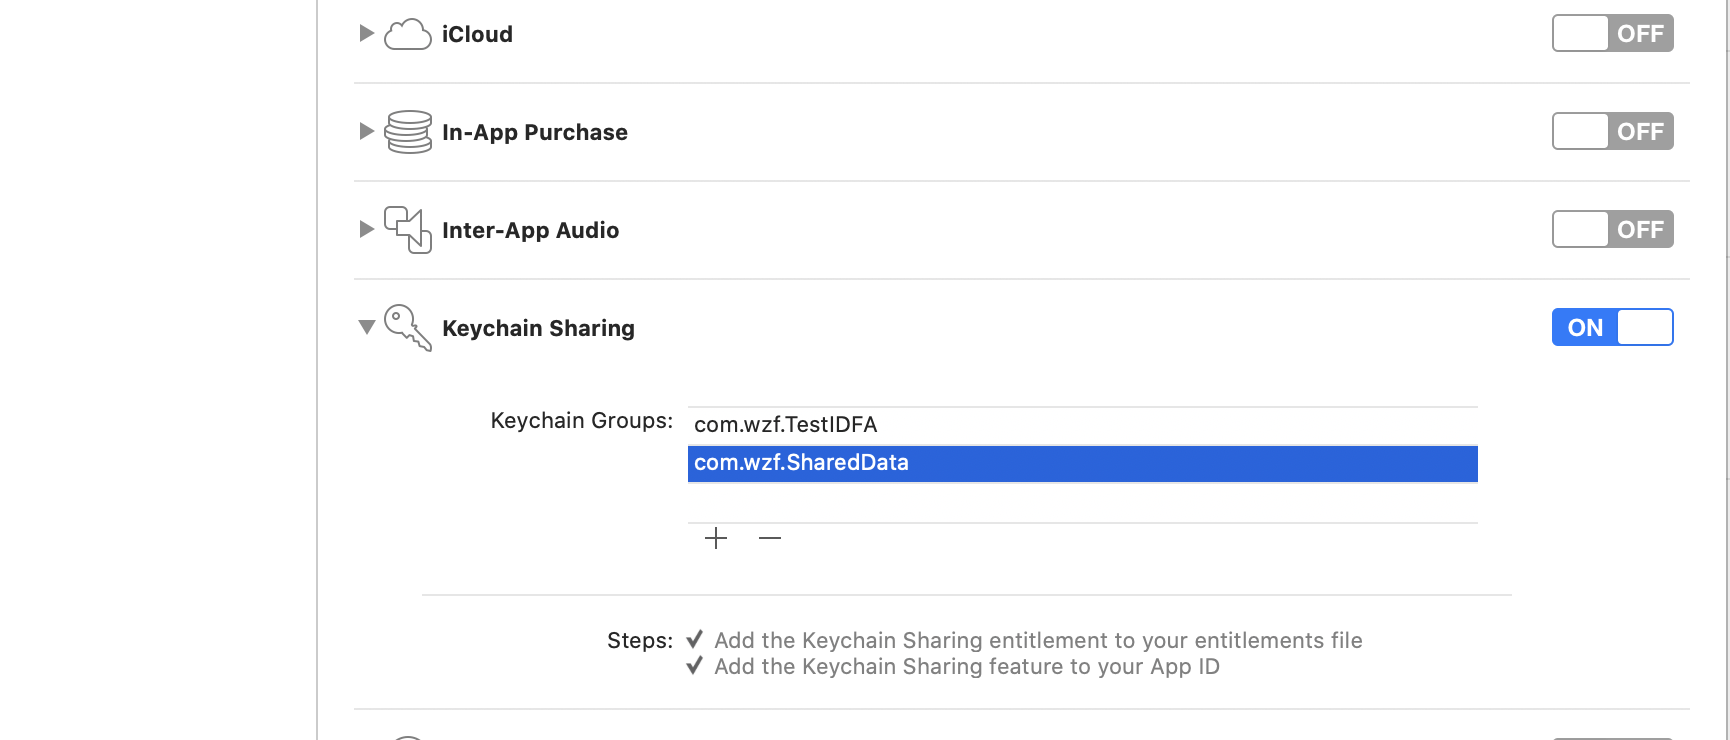 iCloud OFF
In-App Purchase OFF
Inter-App Audio OFF
Keychain Sharing ON
Keychain Groups: com.wzf.TestIDFA
com.wzf.SharedData
Steps: ✔ Add the Keychain Sharing entitlement to your entitlements file
✔ Add the Keychain Sharing feature to your App ID